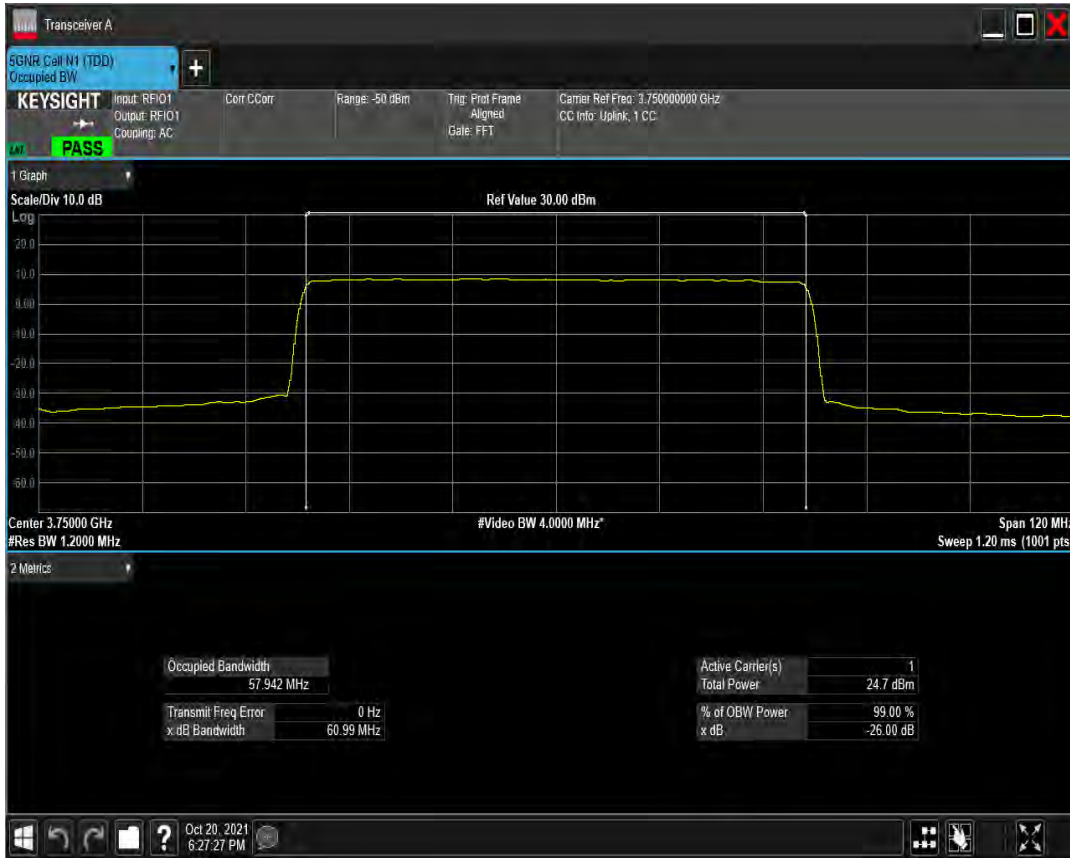 Transceiver A
5GNR Cell N1 (TDD)
Occupied BW
+
KEYSIGHT
Input: RFIO1
Output: RFIO1
Coupling: AC
Corr CCorr
Range: -50 dBm
Trig: Prot Frame
Aligned
Gate: FFT
Carrier Ref Freq: 3.750000000 GHz
CC Info: Uplink, 1 CC
PASS
1 Graph
Scale/Div 10.0 dB
Ref Value 30.00 dBm
Log
20.0
10.0
0.00
-10.0
-20.0
-30.0
-40.0
-50.0
-60.0
Center 3.75000 GHz
#Video BW 4.0000 MHz*
Span 120 MHz
#Res BW 1.2000 MHz
Sweep 1.20 ms (1001 pts
2 Metrics
Occupied Bandwidth
57.942 MHz
Transmit Freq Error 0 Hz
x dB Bandwidth 60.99 MHz
Active Carrier(s) 1
Total Power 24.7 dBm
% of OBW Power 99.00 %
x dB -26.00 dB
?
Oct 20, 2021
6:27:27 PM